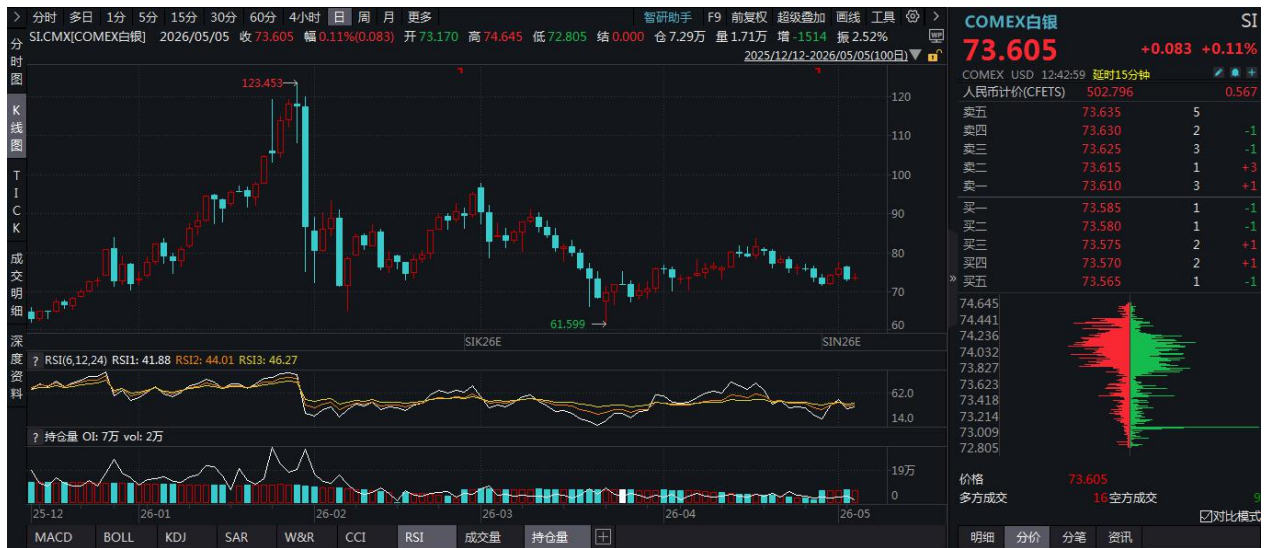 分时 多日 1分 5分 15分 30分 60分 4小时 日 周 月 更多 智研助手 F9 前复权 超级叠加 画线 工具
SI.CMX[COMEX白银] 2026/05/05 收73.605 幅0.11%(0.083) 开73.170 高74.645 低72.805 结0.000 仓7.29万 量1.71万 增-1514 振2.52%
2025/12/12-2026/05/05(100日)
分时图
K线图
TICK
成交明细
深度资料
123.453
61.599
120
110
100
90
80
70
60
SIK26E SIN26E
? RSI(6,12,24) RSI1: 41.88 RSI2: 44.01 RSI3: 46.27
62.0
14.0
? 持仓量 OI: 7万 vol: 2万
19万
0
25-12 26-01 26-02 26-03 26-04 26-05
MACD BOLL KDJ SAR W&R CCI RSI 成交量 持仓量
COMEX白银 SI
73.605 +0.083 +0.11%
COMEX USD 12:42:59 延时15分钟
人民币计价(CFETS) 502.796 0.567
卖五 73.635 5
卖四 73.630 2 -1
卖三 73.625 3 -1
卖二 73.615 1 +3
卖一 73.610 3 +1
买一 73.585 1 -1
买二 73.580 1 -1
买三 73.575 2 +1
买四 73.570 2 +1
买五 73.565 1 -1
74.645
74.441
74.236
74.032
73.827
73.623
73.418
73.214
73.009
72.805
价格 73.605
多方成交 16 空方成交 9
对比模式
明细 分价 分笔 资讯